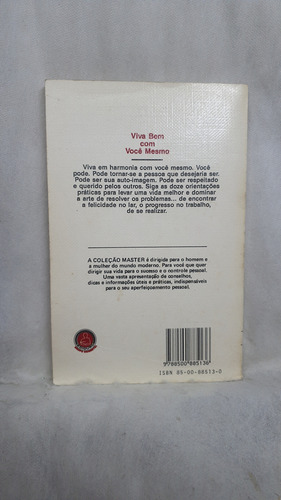 Viva Bem
com
Você Mesmo
Viva em harmonia com você mesmo. Você
pode. Pode tornar-se a pessoa que desejaria ser.
Pode ser sua auto-imagem. Pode ser respeitado
e querido pelos outros. Siga as doze orientações
práticas para levar uma vida melhor e dominar
a arte de resolver os problemas... de encontrar
a felicidade no lar, o progresso no trabalho,
de se realizar.
A COLEÇÃO MASTER é dirigida para o homem e
a mulher do mundo moderno. Para você que quer
dirigir sua vida para o sucesso e o controle pessoal.
Uma vasta apresentação de conselhos,
dicas e informações úteis e práticas, indispensáveis
para o seu aperfeiçoamento pessoal.
9788500885136
ISBN 85-00-88513-0